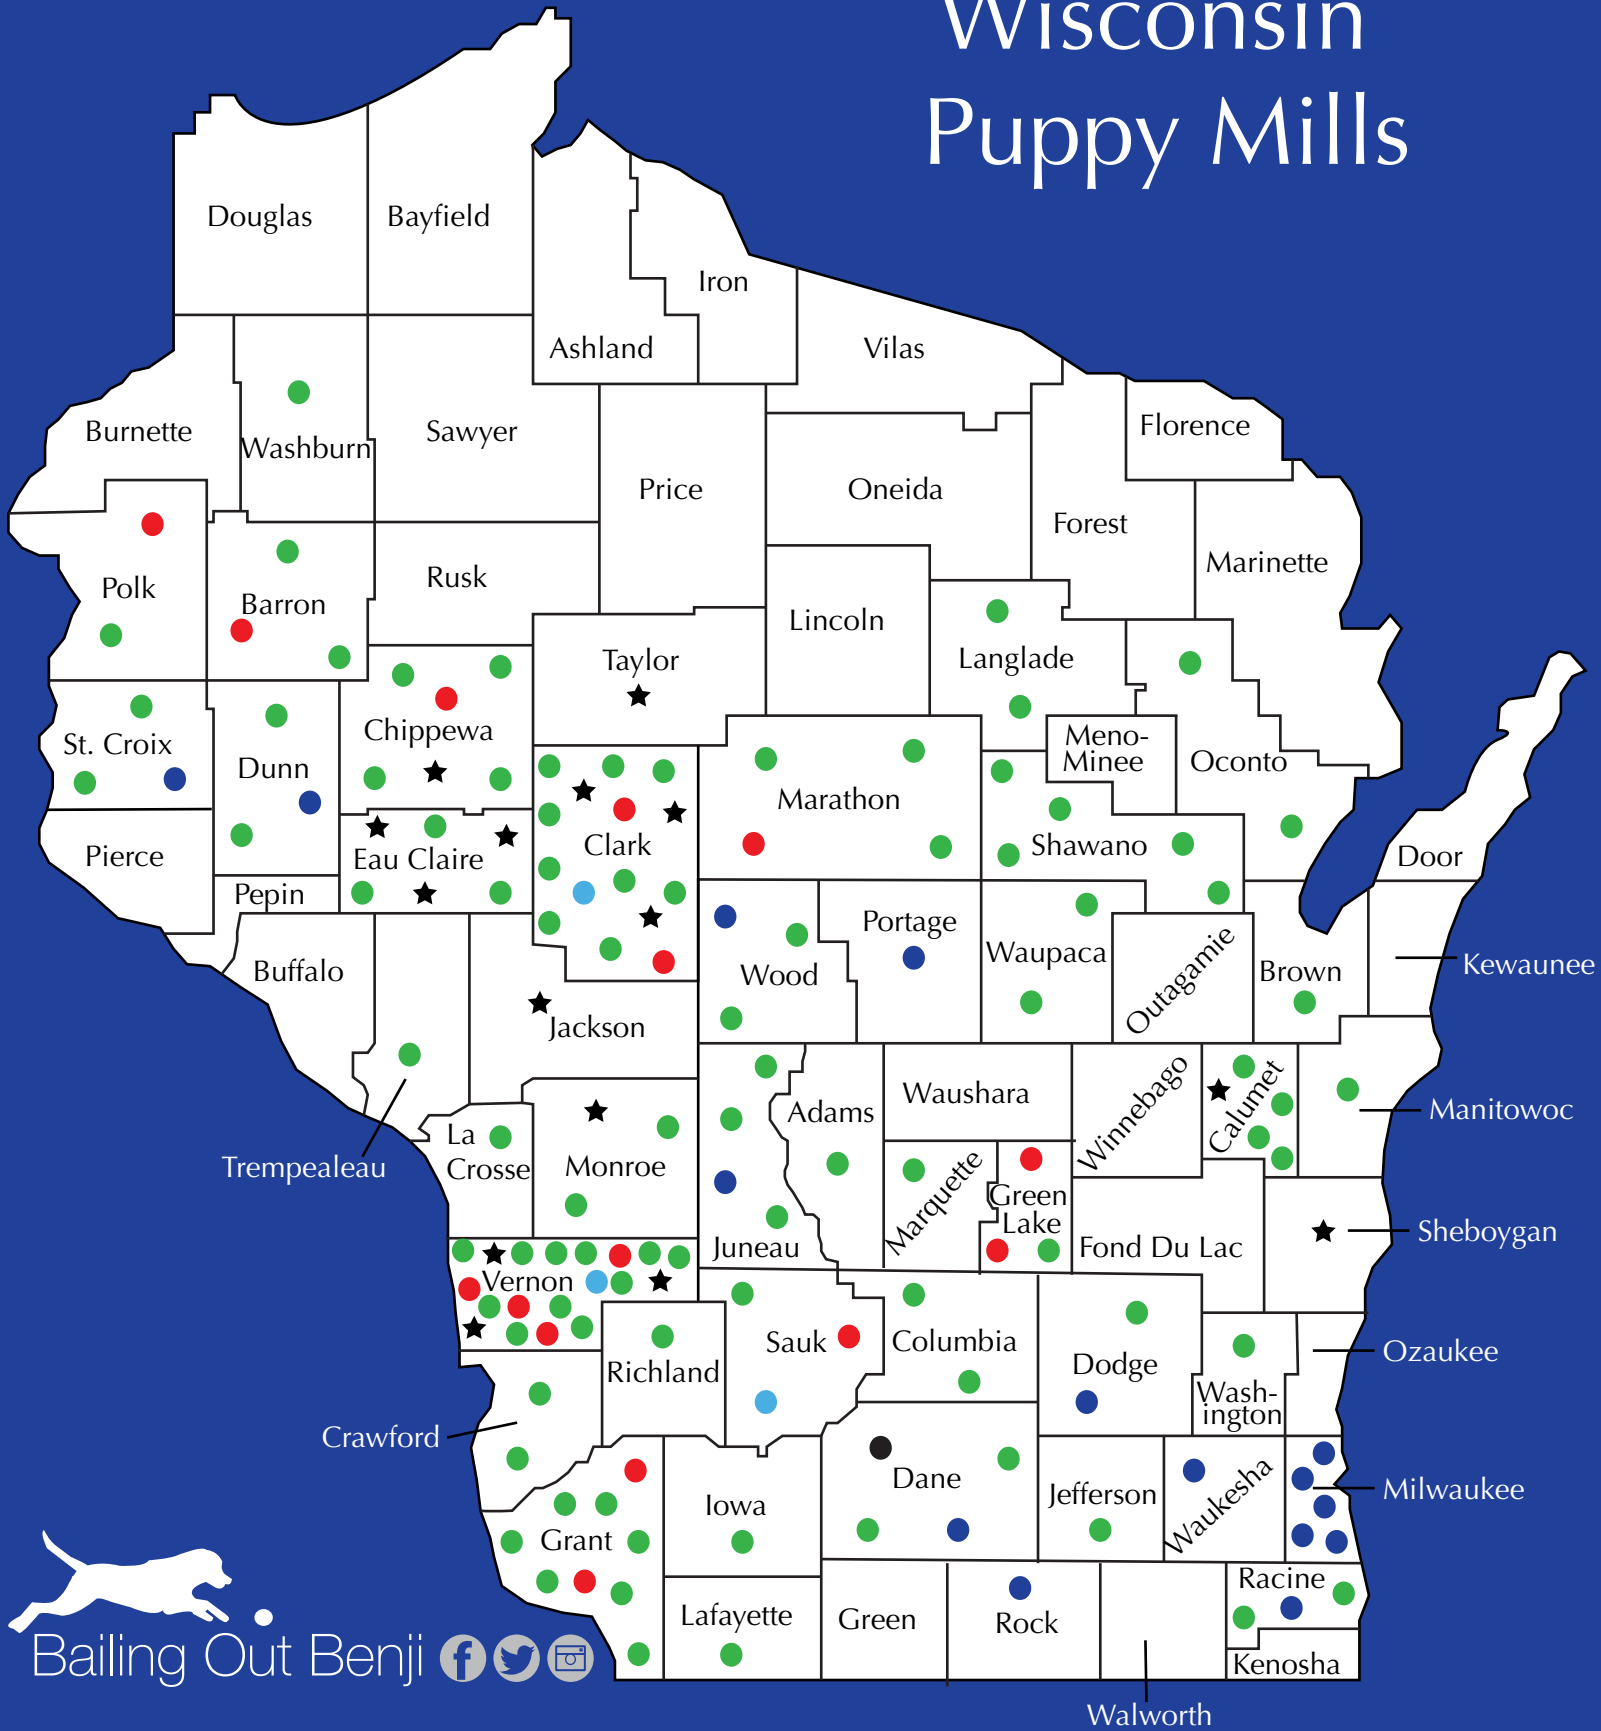 Wisconsin
Puppy Mills
Douglas
Bayfield
Iron
Ashland
Vilas
Burnette
Washburn
Sawyer
Florence
Price
Oneida
Forest
Marinette
Polk
Barron
Rusk
Lincoln
Taylor
Langlade
St. Croix
Chippewa
Dunn
Meno-
Minee
Oconto
Marathon
Pierce
Eau Claire
Clark
Shawano
Door
Pepin
Portage
Waupaca
Wood
Buffalo
Outagamie
Brown
Kewaunee
Jackson
Waushara
Adams
Winnebago
Calumet
Manitowoc
La
Crosse
Monroe
Trempealeau
Marquette
Green
Lake
Juneau
Fond Du Lac
Sheboygan
Vernon
Sauk
Columbia
Richland
Dodge
Ozaukee
Wash-
ington
Crawford
Dane
Jefferson
Waukesha
Milwaukee
Iowa
Grant
Racine
Lafayette
Green
Rock
Kenosha
Walworth
Bailing Out Benji